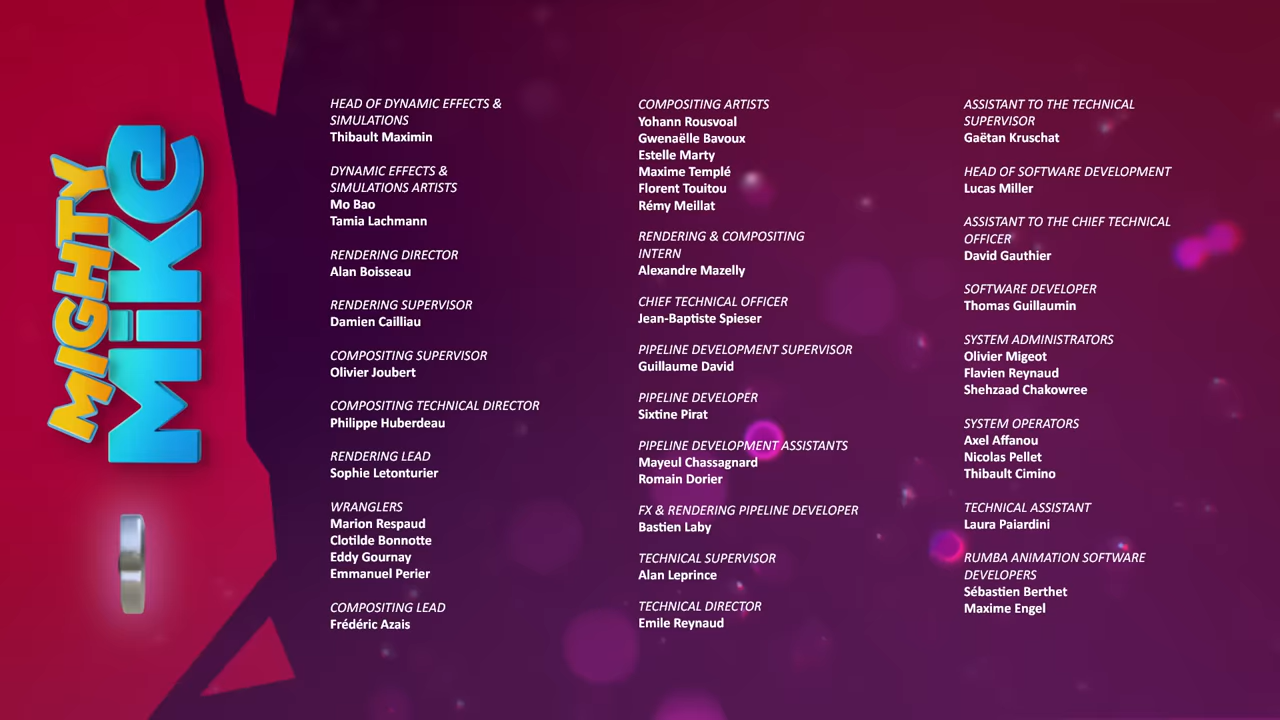 MIGHTY
MiKe
HEAD OF DYNAMIC EFFECTS &
SIMULATIONS
Thibault Maximin
DYNAMIC EFFECTS &
SIMULATIONS ARTISTS
Mo Bao
Tamia Lachmann
RENDERING DIRECTOR
Alan Boisseau
RENDERING SUPERVISOR
Damien Cailliau
COMPOSITING SUPERVISOR
Olivier Joubert
COMPOSITING TECHNICAL DIRECTOR
Philippe Huberdeau
RENDERING LEAD
Sophie Letonturier
WRANGLERS
Marion Respaud
Clotilde Bonnotte
Eddy Gournay
Emmanuel Perier
COMPOSITING LEAD
Frédéric Azais
COMPOSITING ARTISTS
Yohann Rousvoal
Gwenaëlle Bavoux
Estelle Marty
Maxime Templé
Florent Touitou
Rémy Meillat
RENDERING & COMPOSITING
INTERN
Alexandre Mazelly
CHIEF TECHNICAL OFFICER
Jean-Baptiste Spieser
PIPELINE DEVELOPMENT SUPERVISOR
Guillaume David
PIPELINE DEVELOPER
Sixtine Pirat
PIPELINE DEVELOPMENT ASSISTANTS
Mayeul Chassagnard
Romain Dorier
FX & RENDERING PIPELINE DEVELOPER
Bastien Laby
TECHNICAL SUPERVISOR
Alan Leprince
TECHNICAL DIRECTOR
Emile Reynaud
ASSISTANT TO THE TECHNICAL
SUPERVISOR
Gaëtan Kruschat
HEAD OF SOFTWARE DEVELOPMENT
Lucas Miller
ASSISTANT TO THE CHIEF TECHNICAL
OFFICER
David Gauthier
SOFTWARE DEVELOPER
Thomas Guillaumin
SYSTEM ADMINISTRATORS
Olivier Migeot
Flavien Reynaud
Shehzaad Chakowree
SYSTEM OPERATORS
Axel Affanou
Nicolas Pellet
Thibault Cimino
TECHNICAL ASSISTANT
Laura Paiardini
RUMBA ANIMATION SOFTWARE
DEVELOPERS
Sébastien Berthet
Maxime Engel